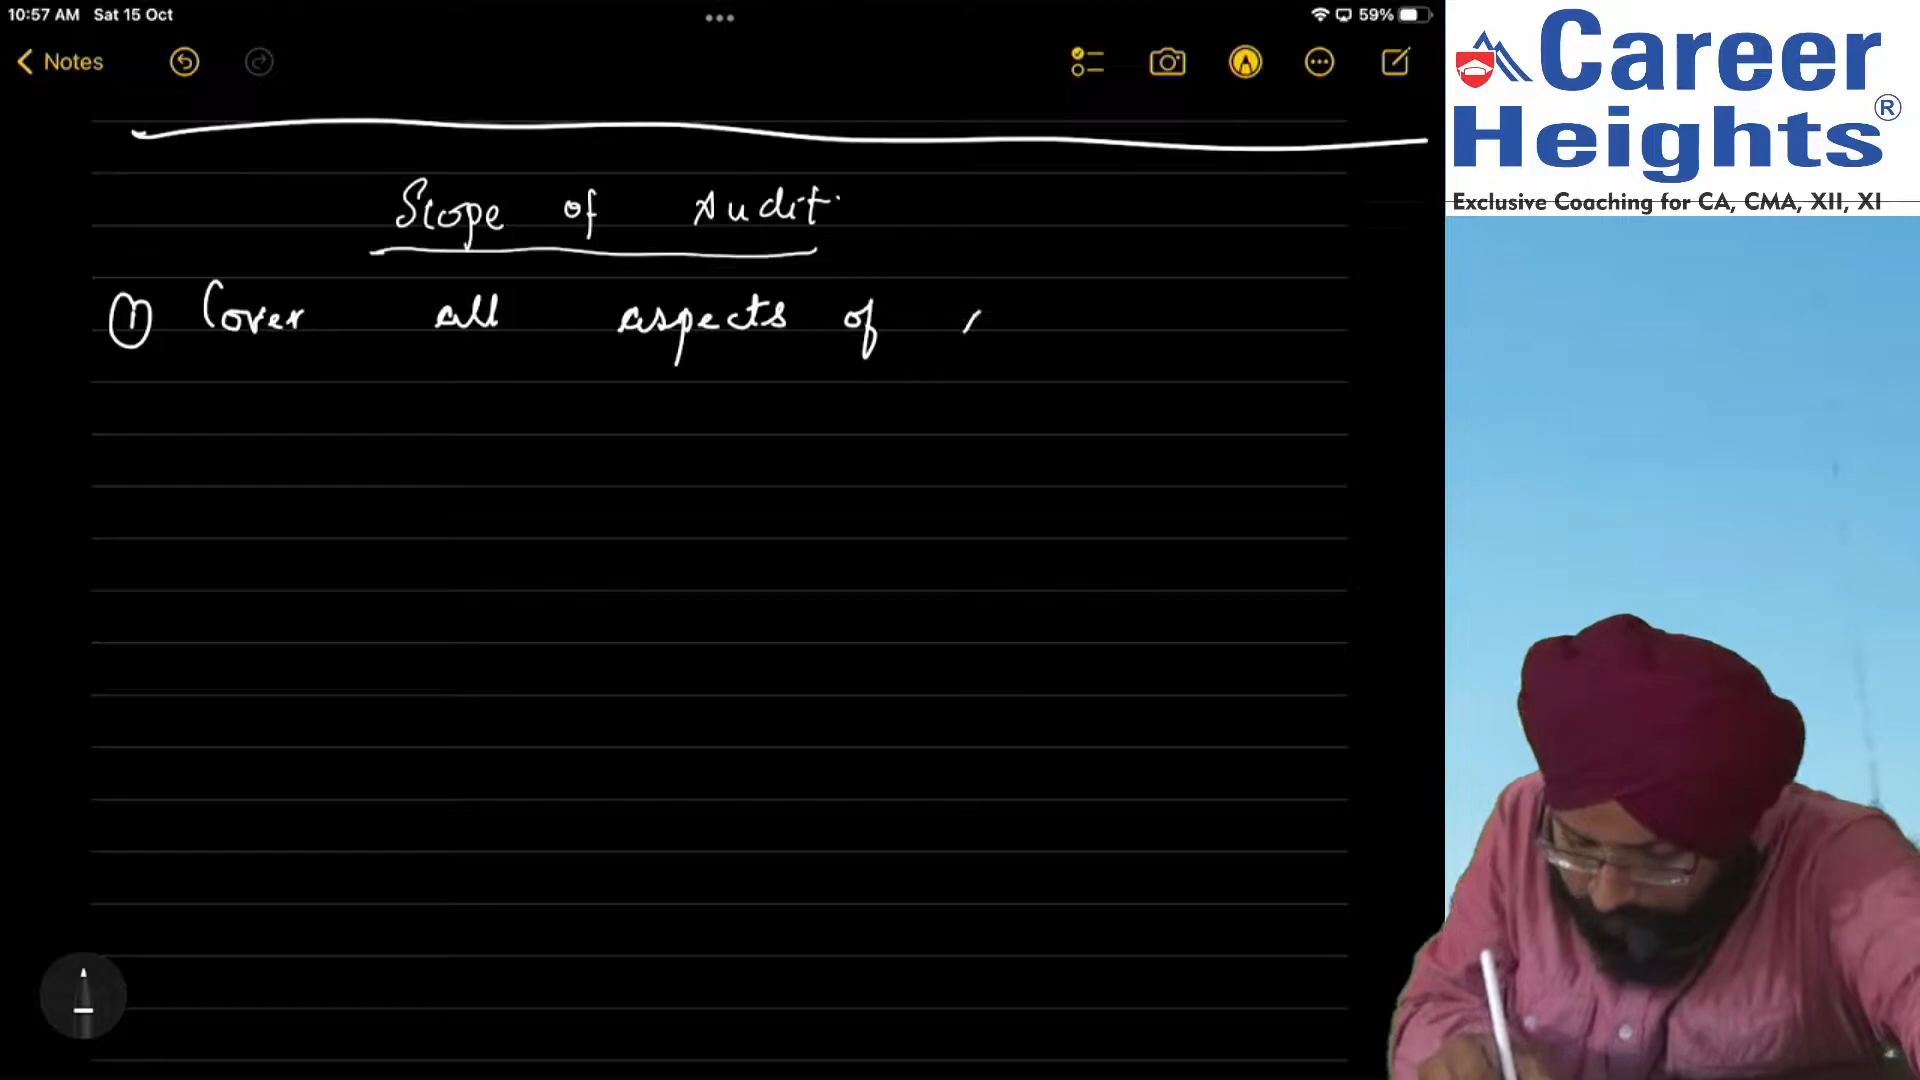 10:57 AM Sat 15 Oct
59%
Notes
Career
Heights®
Exclusive Coaching for CA, CMA, XII, XI
Scope of Audit
① Cover all aspects of